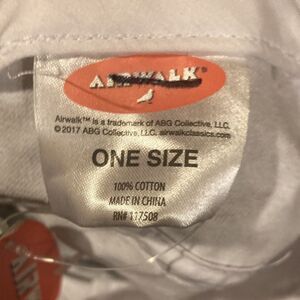 AIRWALK®
Airwalk™ is a trademark of ABG Collective, LLC.
©2017 ABG Collective, LLC. airwalkclassics.com
ONE SIZE
100% COTTON
MADE IN CHINA
RN# 117508